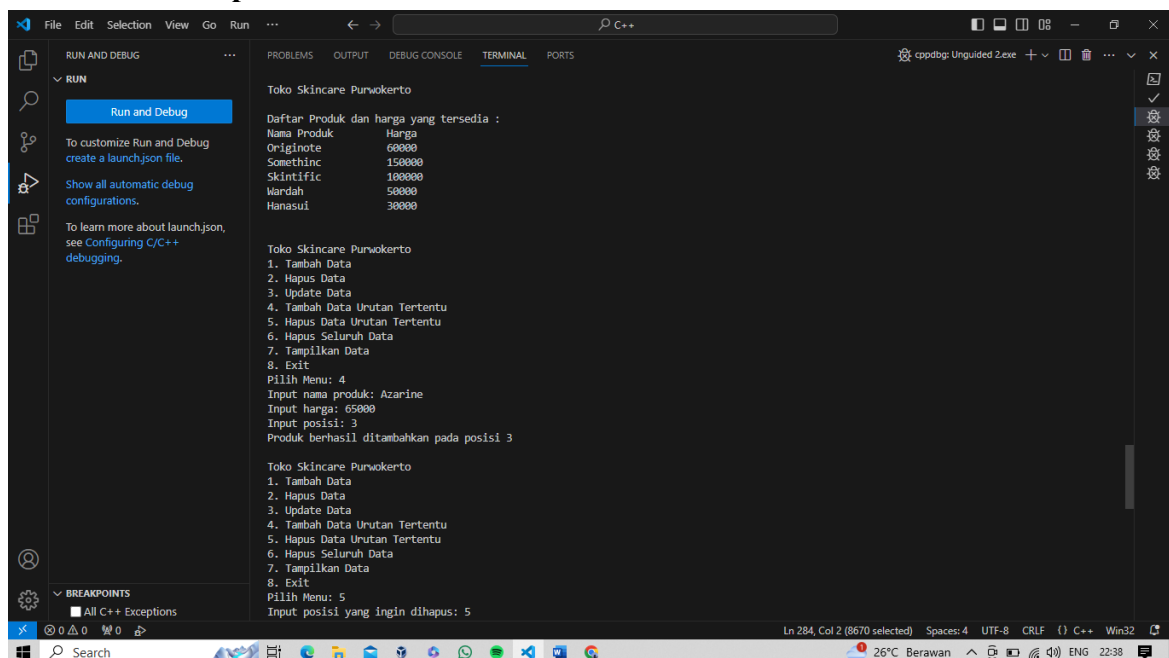 File Edit Selection View Go Run ··· ← → C++
RUN AND DEBUG ···
RUN
Run and Debug
To customize Run and Debug
create a launch.json file.
Show all automatic debug
configurations.
To learn more about launch.json,
see Configuring C/C++
debugging.
BREAKPOINTS
All C++ Exceptions
PROBLEMS OUTPUT DEBUG CONSOLE TERMINAL PORTS
cppdbg: Unguided 2.exe
Toko Skincare Purwokerto
Daftar Produk dan harga yang tersedia :
Nama Produk Harga
Originote 60000
Somethinc 150000
Skintific 100000
Wardah 50000
Hanasui 30000
Toko Skincare Purwokerto
1. Tambah Data
2. Hapus Data
3. Update Data
4. Tambah Data Urutan Tertentu
5. Hapus Data Urutan Tertentu
6. Hapus Seluruh Data
7. Tampilkan Data
8. Exit
Pilih Menu: 4
Input nama produk: Azarine
Input harga: 65000
Input posisi: 3
Produk berhasil ditambahkan pada posisi 3
Toko Skincare Purwokerto
1. Tambah Data
2. Hapus Data
3. Update Data
4. Tambah Data Urutan Tertentu
5. Hapus Data Urutan Tertentu
6. Hapus Seluruh Data
7. Tampilkan Data
8. Exit
Pilih Menu: 5
Input posisi yang ingin dihapus: 5
0 0 0 Ln 284, Col 2 (8670 selected) Spaces: 4 UTF-8 CRLF {} C++ Win32
Search 26°C Berawan ENG 22:38